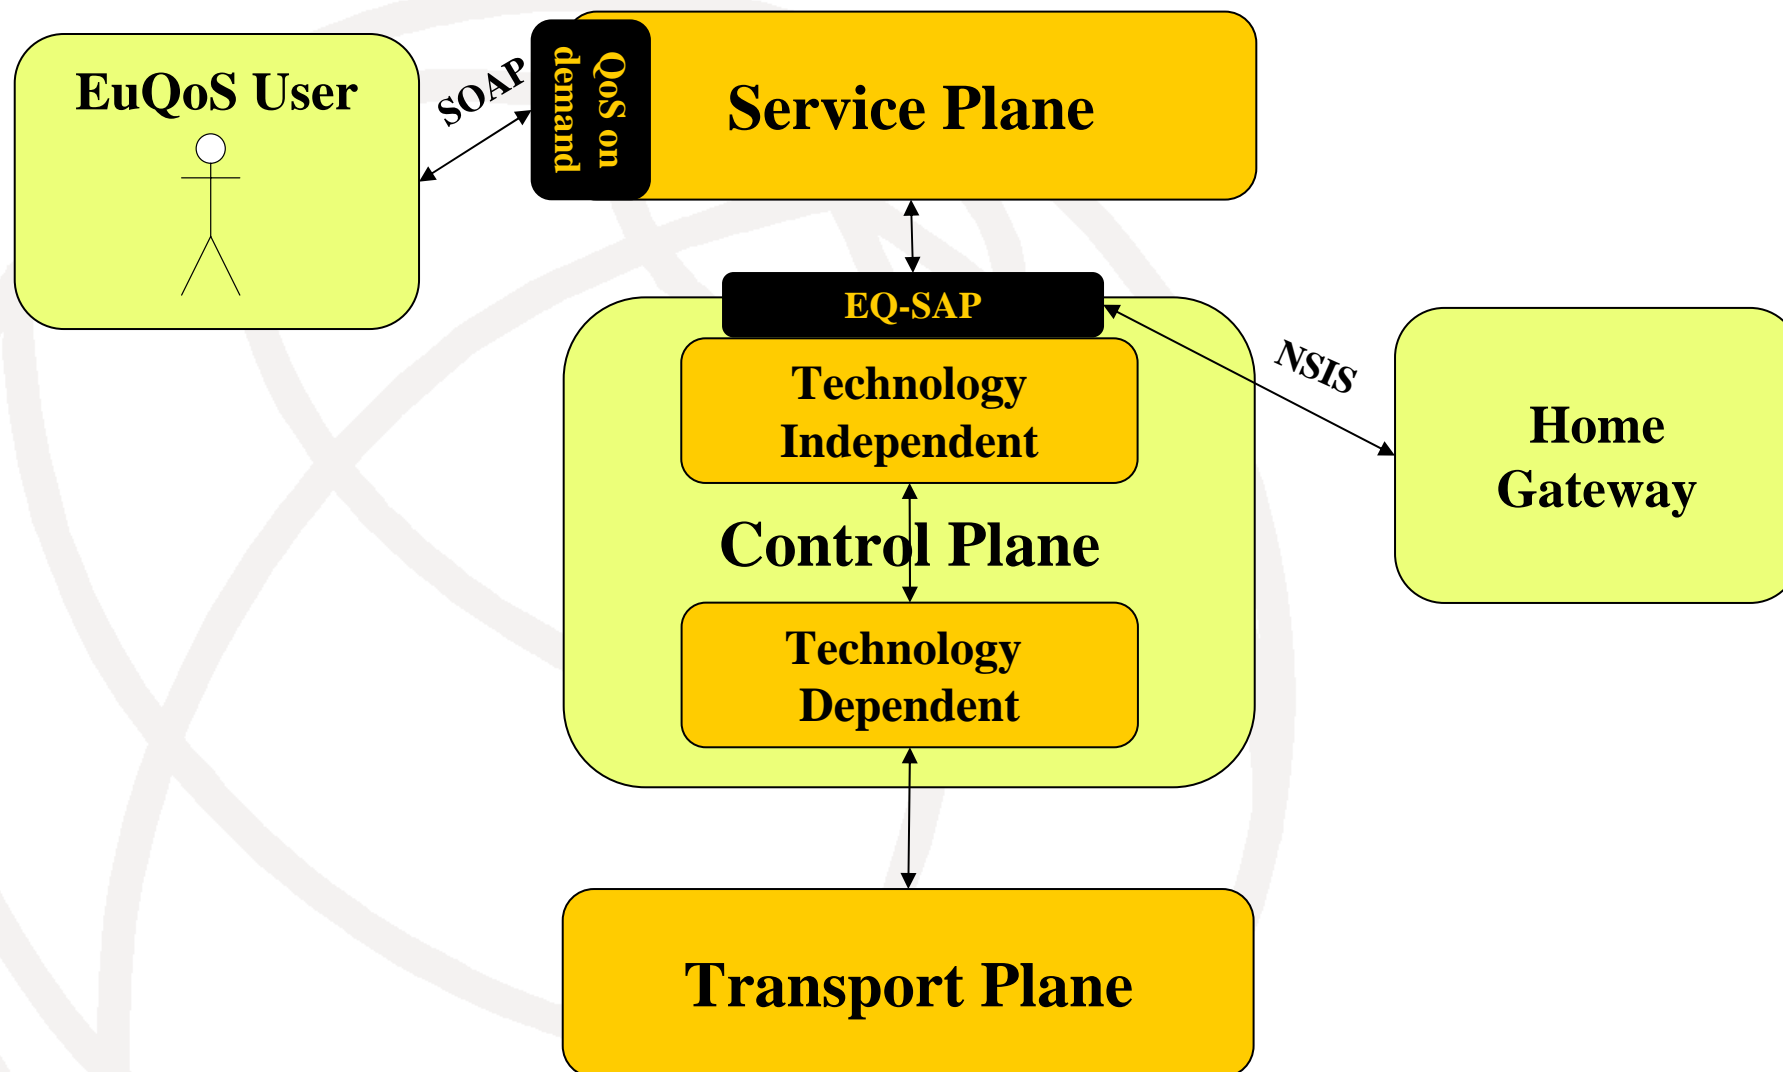 EuQoS User
SOAP
QoS on
demand
Service Plane
EQ-SAP
Technology
Independent
NSIS
Home
Gateway
Control Plane
Technology
Dependent
Transport Plane